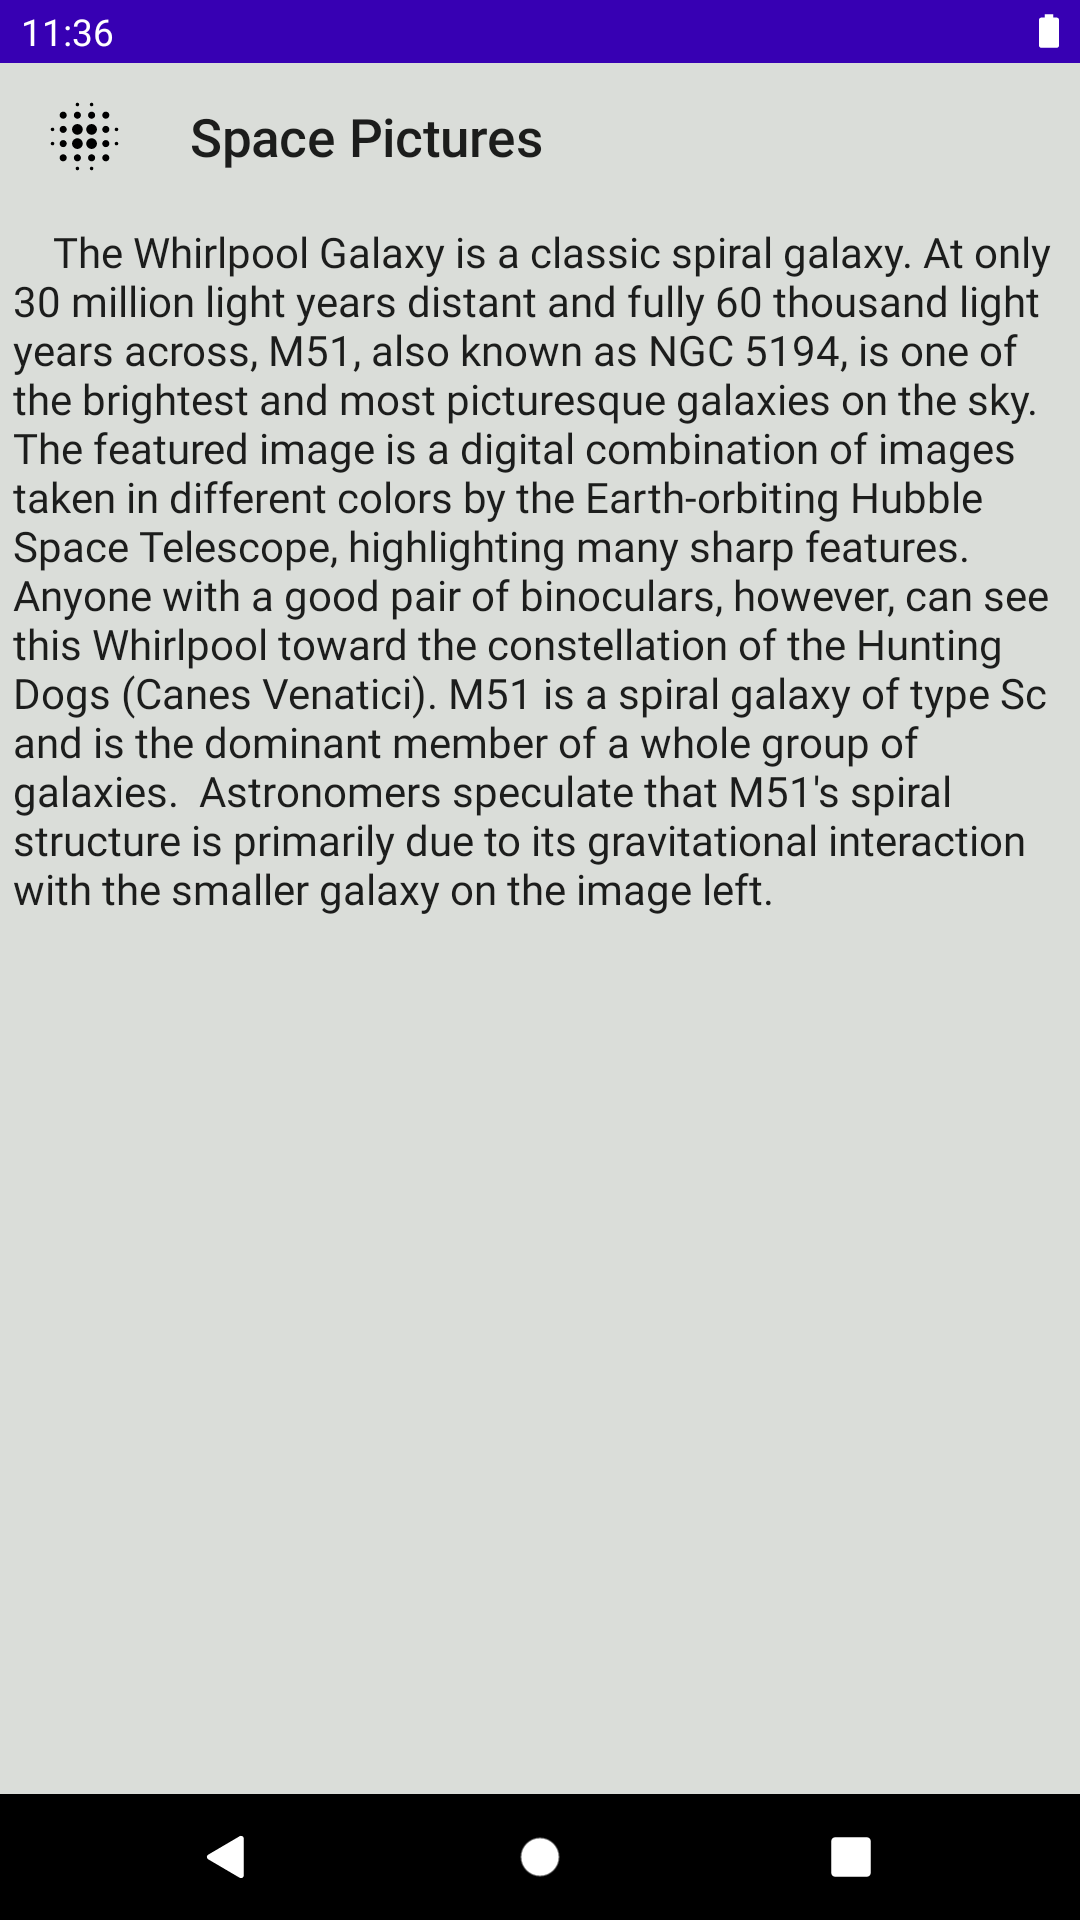 11:36
Space Pictures
The Whirlpool Galaxy is a classic spiral galaxy. At only
30 million light years distant and fully 60 thousand light
years across, M51, also known as NGC 5194, is one of
the brightest and most picturesque galaxies on the sky.
The featured image is a digital combination of images
taken in different colors by the Earth-orbiting Hubble
Space Telescope, highlighting many sharp features.
Anyone with a good pair of binoculars, however, can see
this Whirlpool toward the constellation of the Hunting
Dogs (Canes Venatici). M51 is a spiral galaxy of type Sc
and is the dominant member of a whole group of
galaxies.  Astronomers speculate that M51's spiral
structure is primarily due to its gravitational interaction
with the smaller galaxy on the image left.